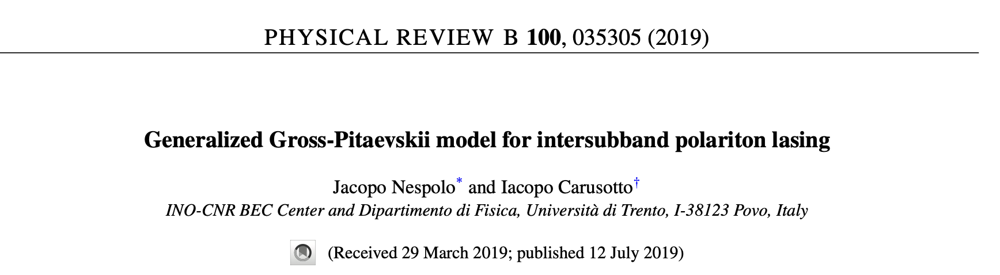 PHYSICAL REVIEW B 100, 035305 (2019)
Generalized Gross-Pitaevskii model for intersubband polariton lasing
Jacopo Nespolo* and Iacopo Carusotto†
INO-CNR BEC Center and Dipartimento di Fisica, Università di Trento, I-38123 Povo, Italy
(Received 29 March 2019; published 12 July 2019)